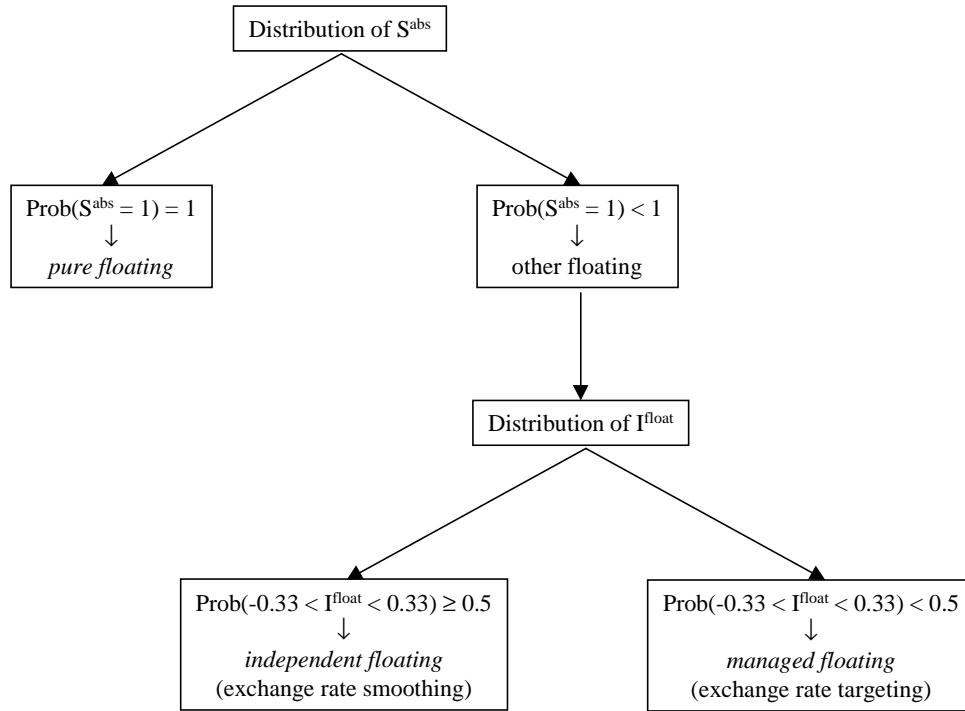 Distribution of S^abs
Prob(S^abs = 1) = 1
↓
pure floating
Prob(S^abs = 1) < 1
↓
other floating
Distribution of I^float
Prob(-0.33 < I^float < 0.33) ≥ 0.5
↓
independent floating
(exchange rate smoothing)
Prob(-0.33 < I^float < 0.33) < 0.5
↓
managed floating
(exchange rate targeting)